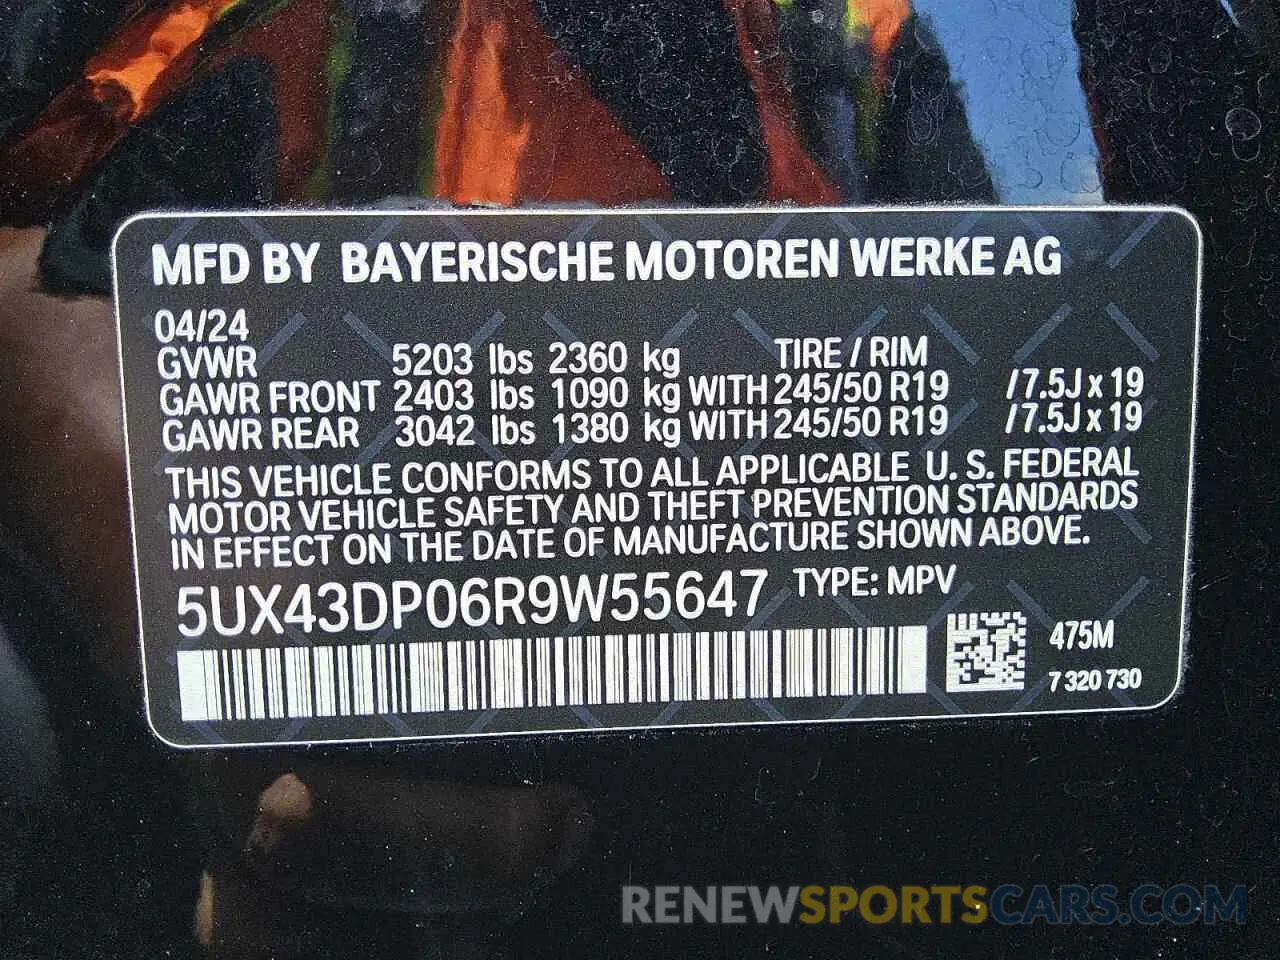 MFD BY BAYERISCHE MOTOREN WERKE AG
04/24
GVWR 5203 lbs 2360 kg TIRE / RIM
GAWR FRONT 2403 lbs 1090 kg WITH 245/50 R19 /7.5J x 19
GAWR REAR 3042 lbs 1380 kg WITH 245/50 R19 /7.5J x 19
THIS VEHICLE CONFORMS TO ALL APPLICABLE U. S. FEDERAL
MOTOR VEHICLE SAFETY AND THEFT PREVENTION STANDARDS
IN EFFECT ON THE DATE OF MANUFACTURE SHOWN ABOVE.
5UX43DP06R9W55647 TYPE: MPV
475M
7 320 730
RENEWSPORTSCARS.COM